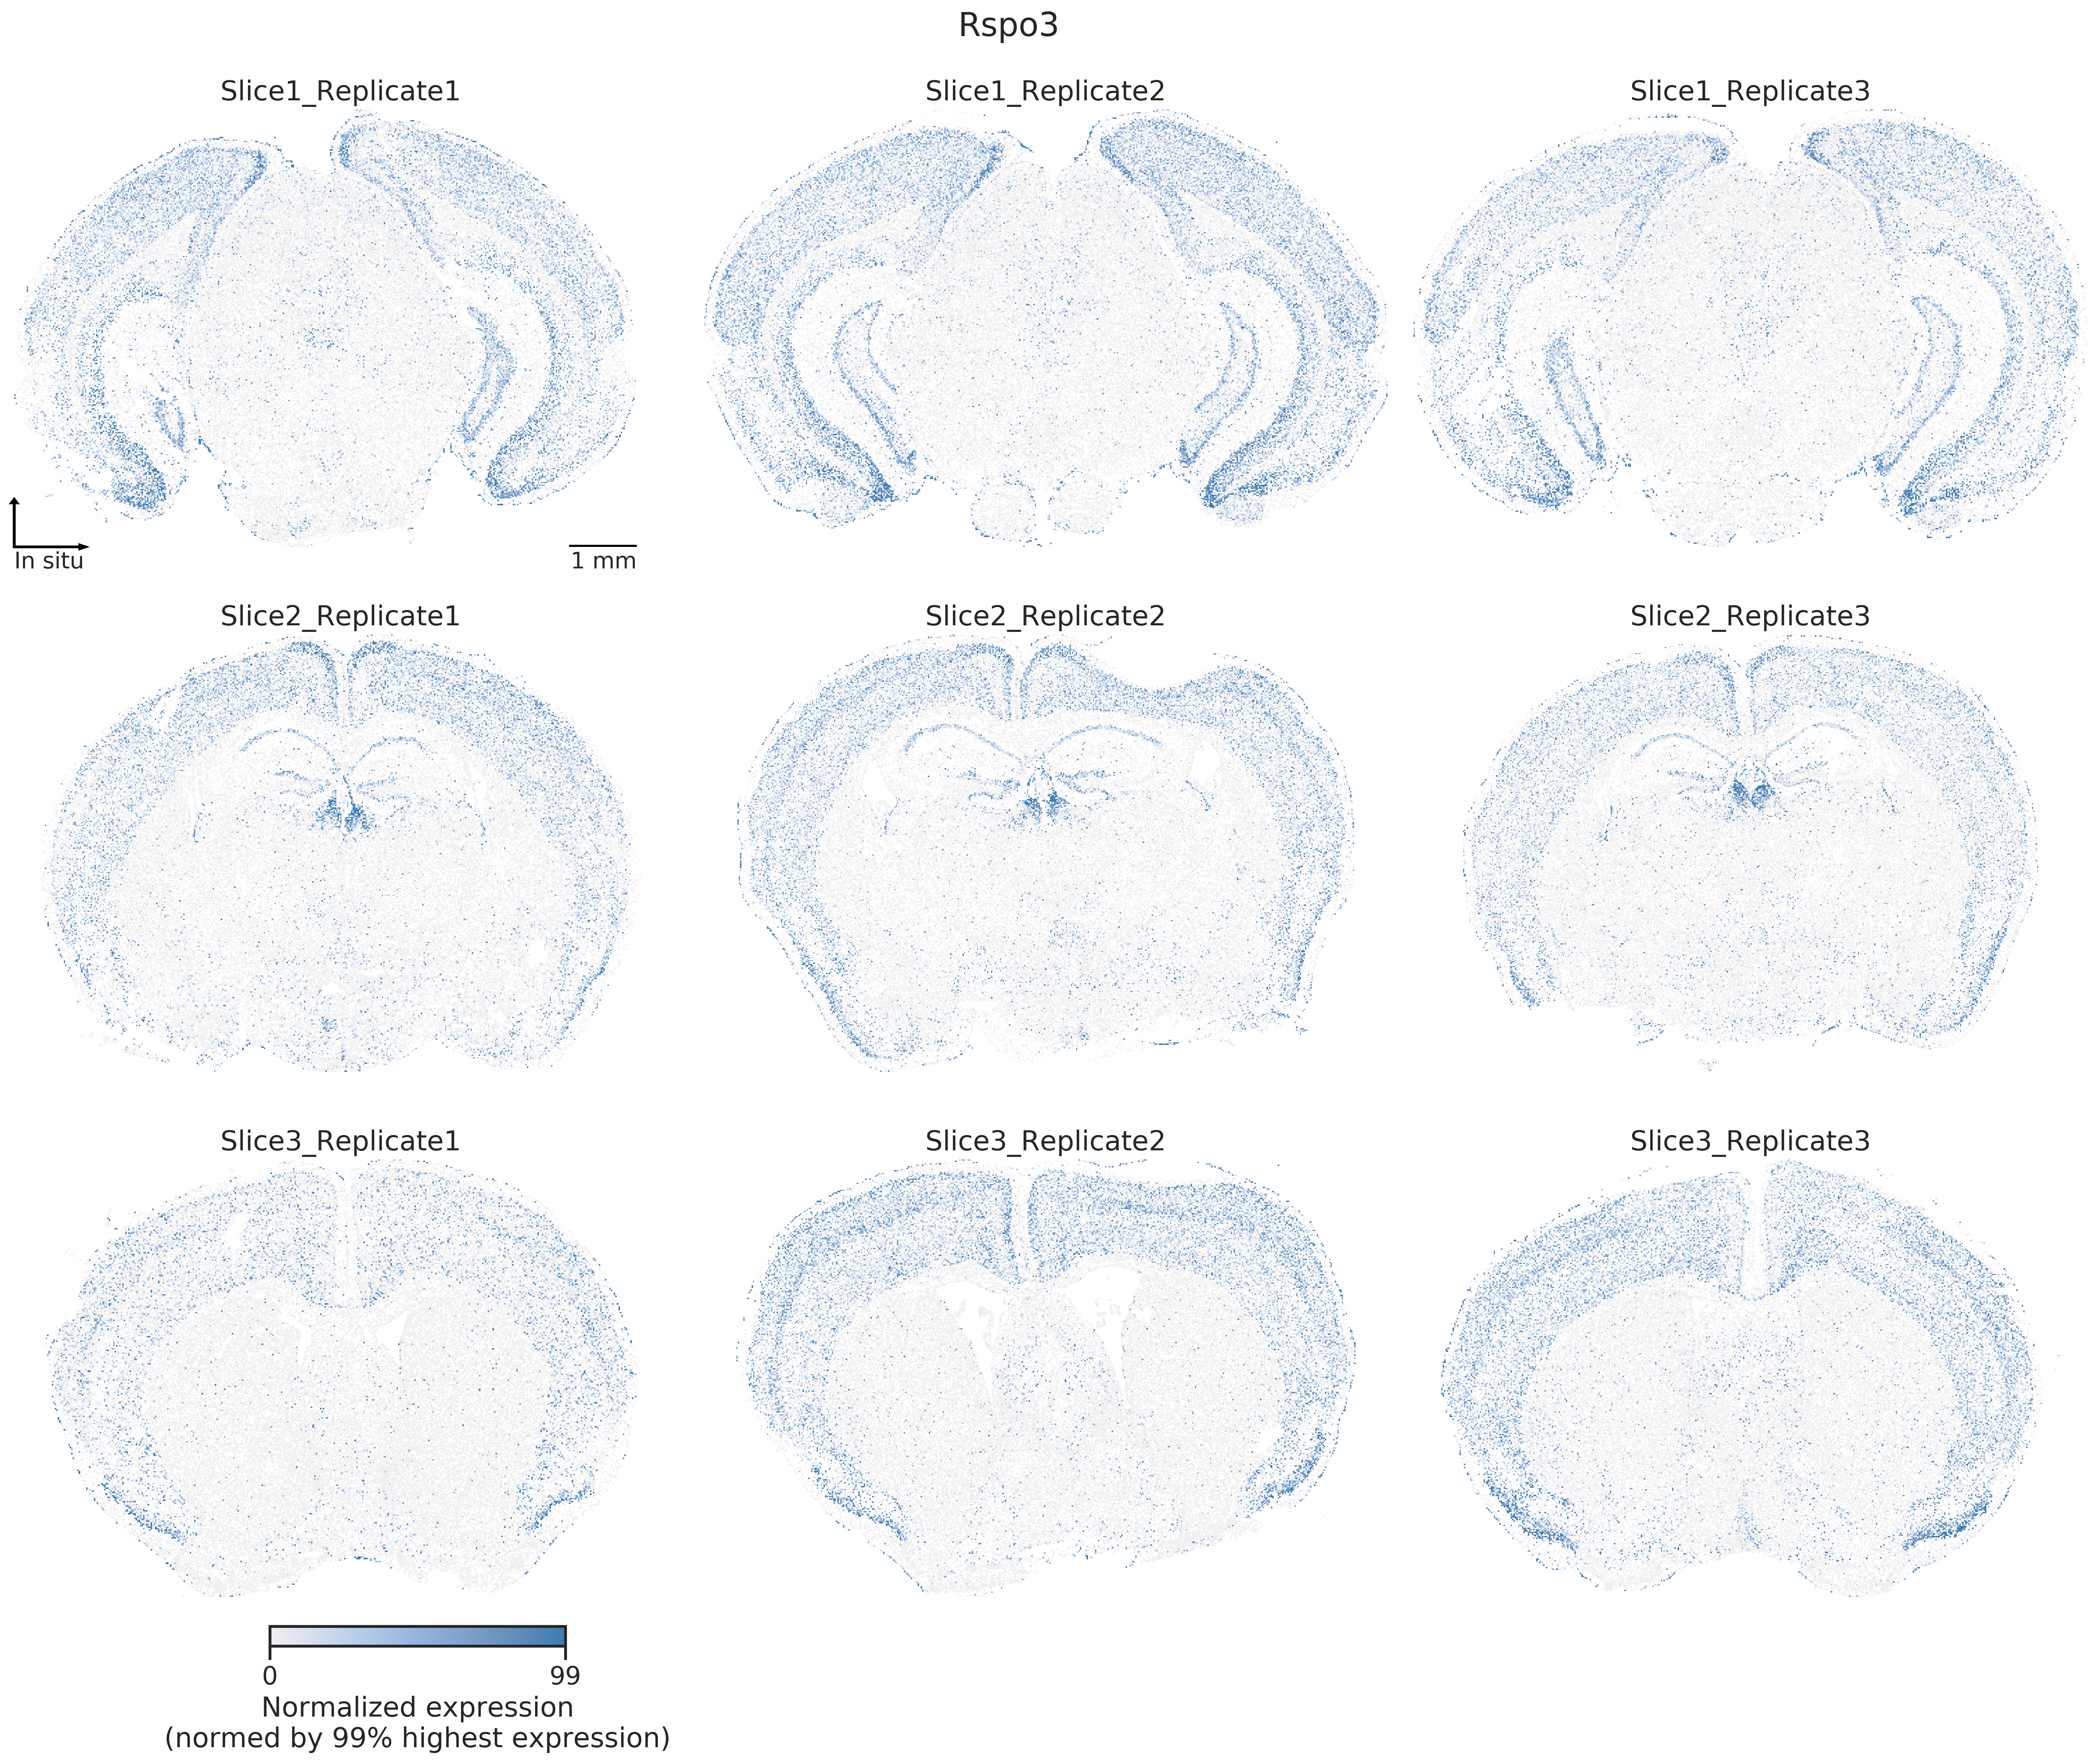 Rspo3
Slice1_Replicate1
Slice1_Replicate2
Slice1_Replicate3
In situ
1 mm
Slice2_Replicate1
Slice2_Replicate2
Slice2_Replicate3
Slice3_Replicate1
Slice3_Replicate2
Slice3_Replicate3
0
99
Normalized expression
(normed by 99% highest expression)